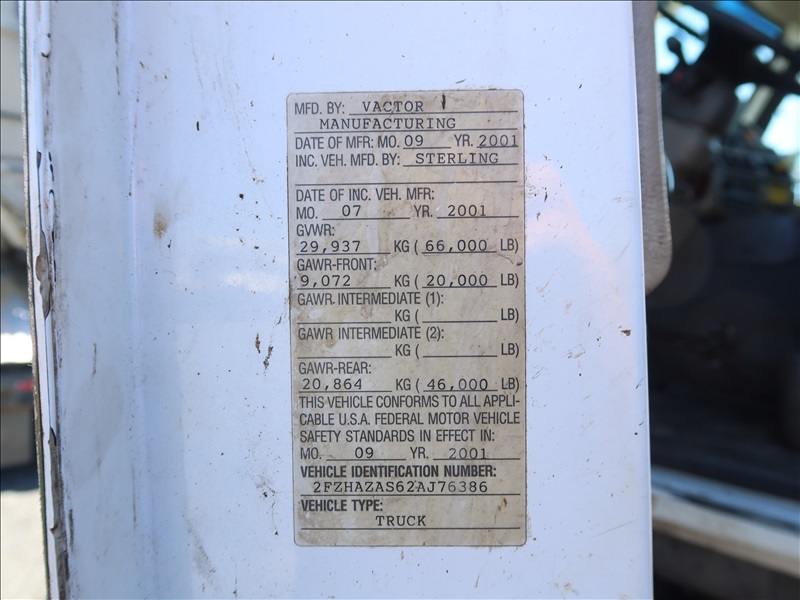 MFD. BY: VACTOR
MANUFACTURING
DATE OF MFR: MO. 09 YR. 2001
INC. VEH. MFD. BY: STERLING
DATE OF INC. VEH. MFR:
MO. 07 YR. 2001
GVWR:
29,937 KG ( 66,000 LB)
GAWR-FRONT:
9,072 KG ( 20,000 LB)
GAWR INTERMEDIATE (1):
KG ( LB)
GAWR INTERMEDIATE (2):
KG ( LB)
GAWR-REAR:
20,864 KG ( 46,000 LB)
THIS VEHICLE CONFORMS TO ALL APPLI-
CABLE U.S.A. FEDERAL MOTOR VEHICLE
SAFETY STANDARDS IN EFFECT IN:
MO. 09 YR. 2001
VEHICLE IDENTIFICATION NUMBER:
2FZHAZAS62AJ76386
VEHICLE TYPE:
TRUCK